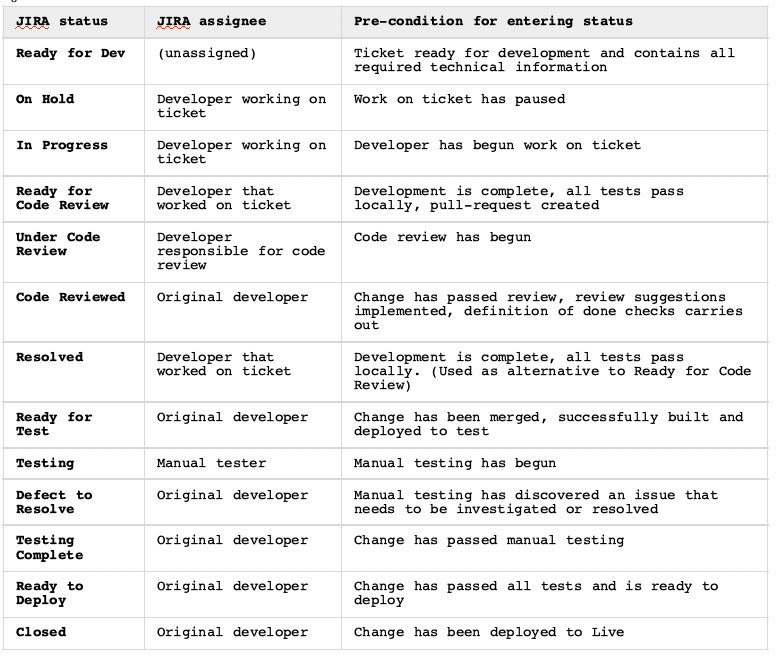 JIRA status JIRA assignee Pre-condition for entering status
Ready for Dev (unassigned) Ticket ready for development and contains all
required technical information
On Hold Developer working on
ticket
Work on ticket has paused
In Progress Developer working on
ticket
Developer has begun work on ticket
Ready for
Code Review
Developer that
worked on ticket
Development is complete, all tests pass
locally, pull-request created
Under Code
Review
Developer
responsible for code
review
Code review has begun
Code Reviewed Original developer Change has passed review, review suggestions
implemented, definition of done checks carries
out
Resolved Developer that
worked on ticket
Development is complete, all tests pass
locally. (Used as alternative to Ready for Code
Review)
Ready for
Test
Original developer Change has been merged, successfully built and
deployed to test
Testing Manual tester Manual testing has begun
Defect to
Resolve
Original developer Manual testing has discovered an issue that
needs to be investigated or resolved
Testing
Complete
Original developer Change has passed manual testing
Ready to
Deploy
Original developer Change has passed all tests and is ready to
deploy
Closed Original developer Change has been deployed to Live